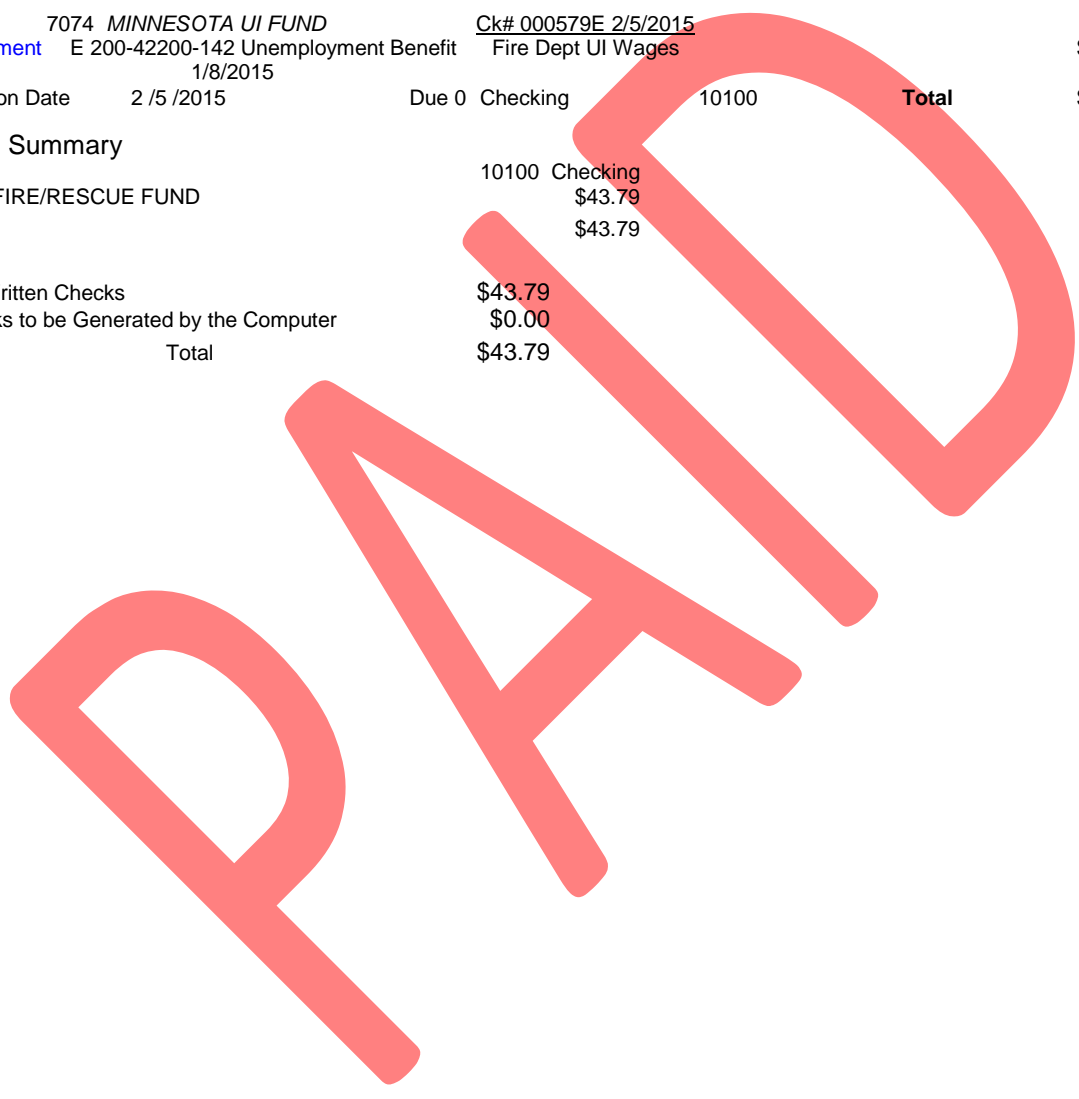 7074 MINNESOTA UI FUND Ck# 000579E 2/5/2015
ment E 200-42200-142 Unemployment Benefit Fire Dept UI Wages
1/8/2015
on Date 2 /5 /2015 Due 0 Checking 10100 Total
Summary
10100 Checking
FIRE/RESCUE FUND $43.79
$43.79
ritten Checks $43.79
ks to be Generated by the Computer $0.00
Total $43.79
PAID